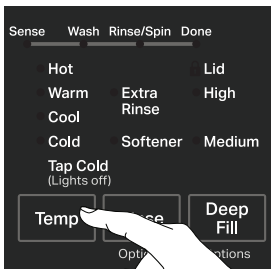 Sense Wash Rinse/Spin Done
Hot Lid
Warm Extra Rinse High
Cool
Cold Softener Medium
Tap Cold
(Lights off)
Temp Deep Fill